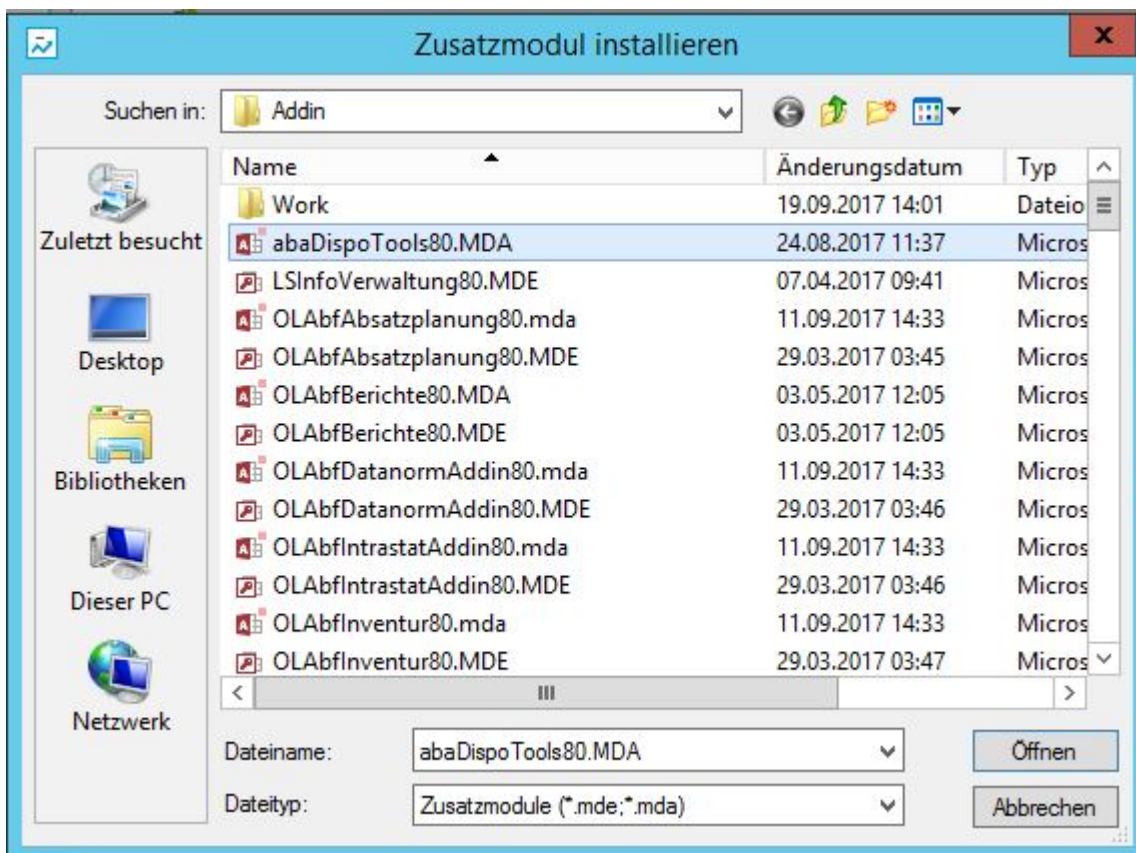 Zusatzmodul installieren
x
Suchen in: Addin
Name Änderungsdatum Typ
Work 19.09.2017 14:01 Dateio
abaDispoTools80.MDA 24.08.2017 11:37 Micros
LSInfoVerwaltung80.MDE 07.04.2017 09:41 Micros
OLAbfAbsatzplanung80.mda 11.09.2017 14:33 Micros
OLAbfAbsatzplanung80.MDE 29.03.2017 03:45 Micros
OLAbfBerichte80.MDA 03.05.2017 12:05 Micros
OLAbfBerichte80.MDE 03.05.2017 12:05 Micros
OLAbfDatanormAddin80.mda 11.09.2017 14:33 Micros
OLAbfDatanormAddin80.MDE 29.03.2017 03:46 Micros
OLAbfIntrastatAddin80.mda 11.09.2017 14:33 Micros
OLAbfIntrastatAddin80.MDE 29.03.2017 03:46 Micros
OLAbfInventur80.mda 11.09.2017 14:33 Micros
OLAbfInventur80.MDE 29.03.2017 03:47 Micros
Zuletzt besucht
Desktop
Bibliotheken
Dieser PC
Netzwerk
Dateiname: abaDispoTools80.MDA Öffnen
Dateityp: Zusatzmodule (*.mde;*.mda) Abbrechen